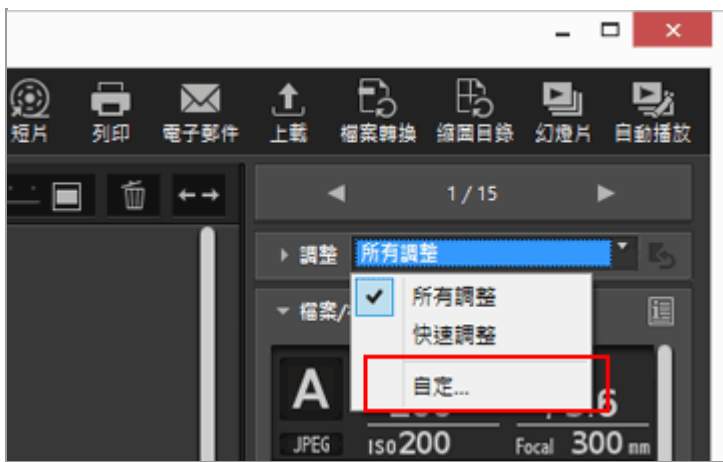 短片 列印 電子郵件 上載 檔案轉換 縮圖目錄 幻燈片 自動播放
1 / 15
調整 所有調整
所有調整
檔案/
快速調整
自定...
A
JPEG ISO200 Focal 300 mm